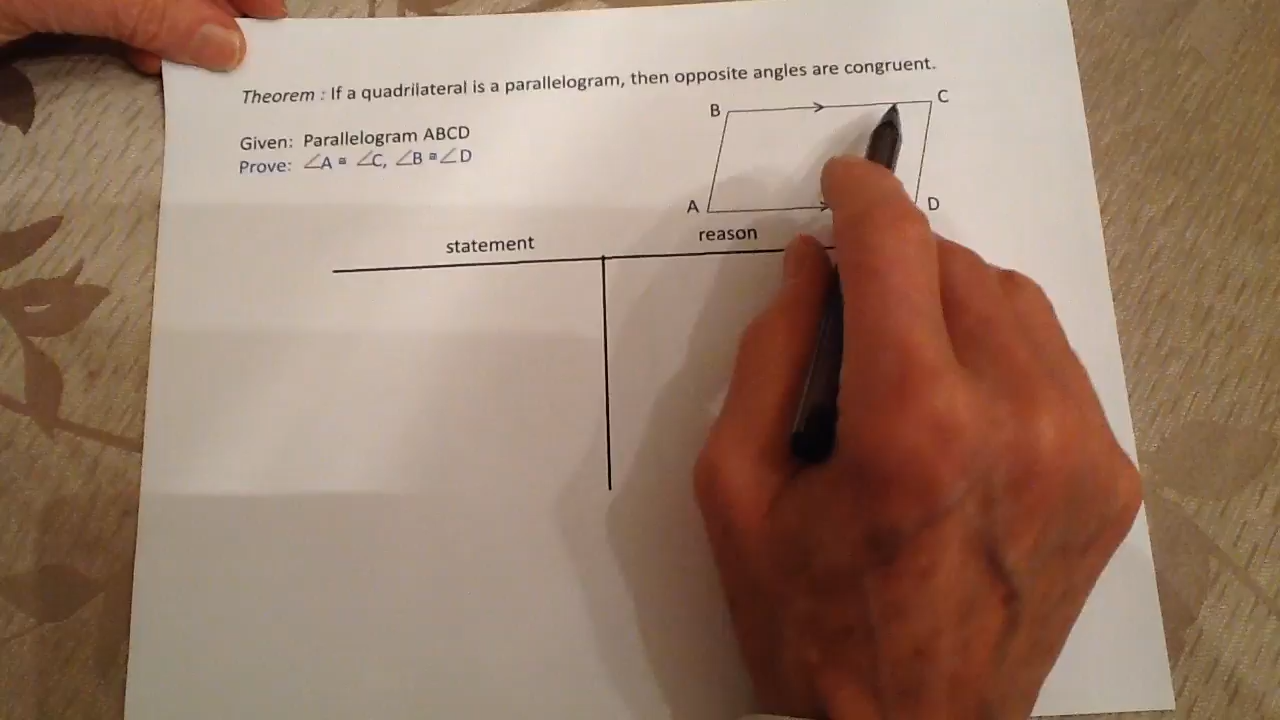 Theorem : If a quadrilateral is a parallelogram, then opposite angles are congruent.
Given: Parallelogram ABCD
Prove: ∠A ≅ ∠C, ∠B ≅ ∠D
B
C
A
D
statement
reason